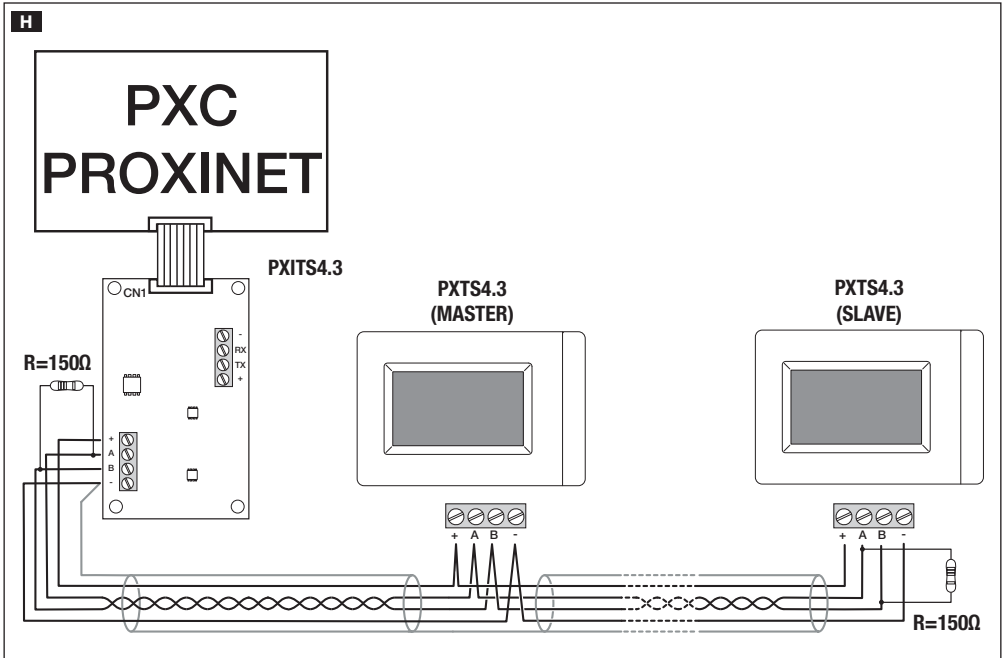 H
PXC
PROXINET
PXITS4.3
CN1
-
RX
TX
+
R=150Ω
+
A
B
-
PXTS4.3
(MASTER)
+ A B -
PXTS4.3
(SLAVE)
+ A B -
R=150Ω